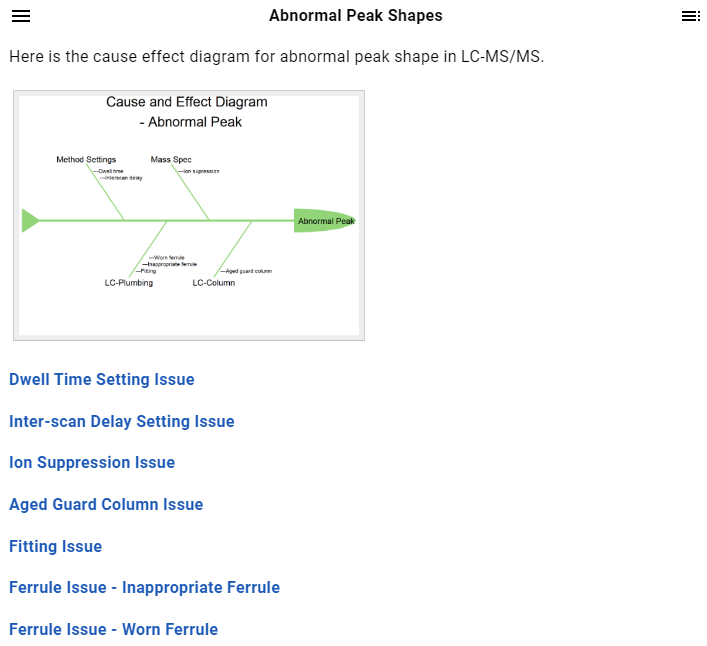 Abnormal Peak Shapes
Here is the cause effect diagram for abnormal peak shape in LC-MS/MS.
Cause and Effect Diagram
- Abnormal Peak
Method Settings
Mass Spec
Dwell time
Interscan delay
Ion supression
Abnormal Peak
Worn ferrule
Inappropriate ferrule
Fitting
Aged guard column
LC-Plumbing
LC-Column
Dwell Time Setting Issue
Inter-scan Delay Setting Issue
Ion Suppression Issue
Aged Guard Column Issue
Fitting Issue
Ferrule Issue - Inappropriate Ferrule
Ferrule Issue - Worn Ferrule